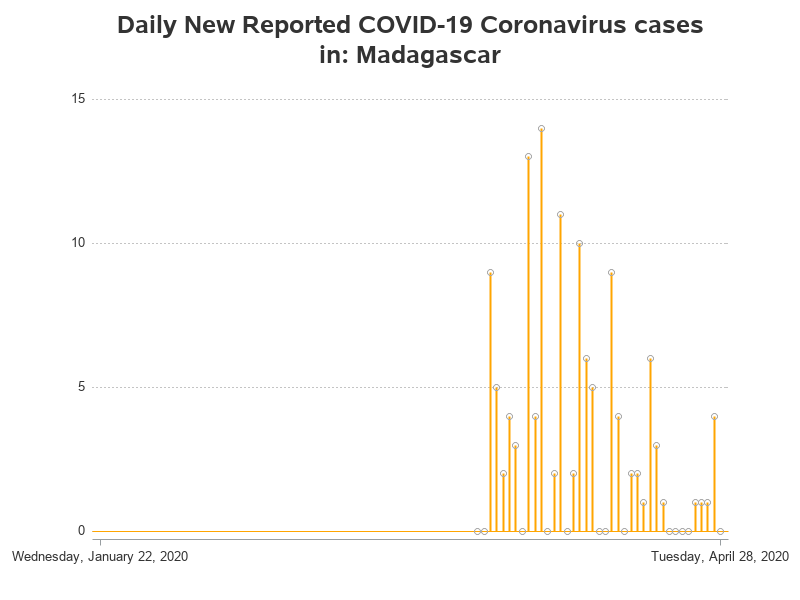 Daily New Reported COVID-19 Coronavirus cases
in: Madagascar
15
10
5
0
Wednesday, January 22, 2020
Tuesday, April 28, 2020